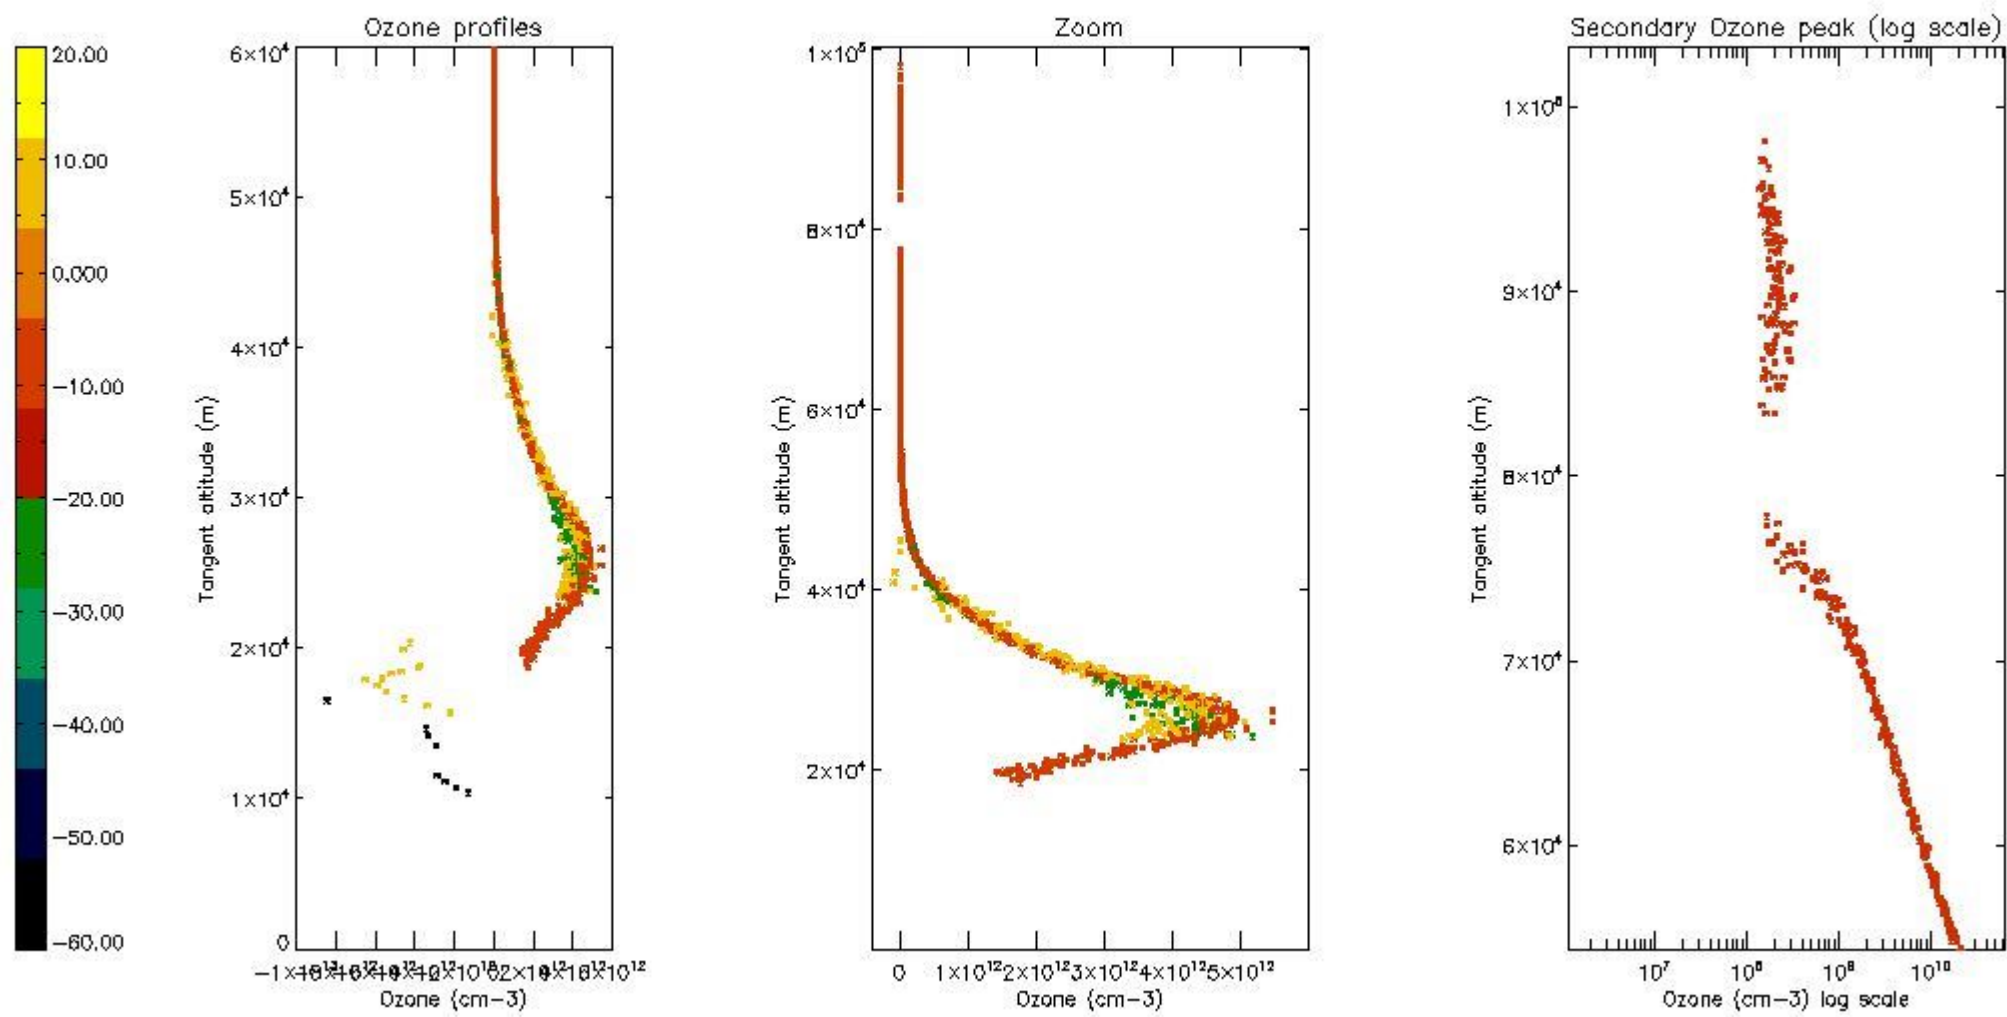 Ozone profiles
Zoom
Secondary Ozone peak (log scale)
20.00
10.00
0.000
−10.00
−20.00
−30.00
−40.00
−50.00
−60.00
6×10⁴
5×10⁴
4×10⁴
3×10⁴
2×10⁴
1×10⁴
0
Tangent altitude (m)
Ozone (cm−3)
1×10⁵
8×10⁴
6×10⁴
4×10⁴
2×10⁴
Tangent altitude (m)
0 1×10¹² 2×10¹² 3×10¹² 4×10¹² 5×10¹²
Ozone (cm−3)
9×10⁴
8×10⁴
7×10⁴
6×10⁴
Tangent altitude (m)
10⁷ 10⁸ 10⁹ 10¹⁰
Ozone (cm−3) log scale